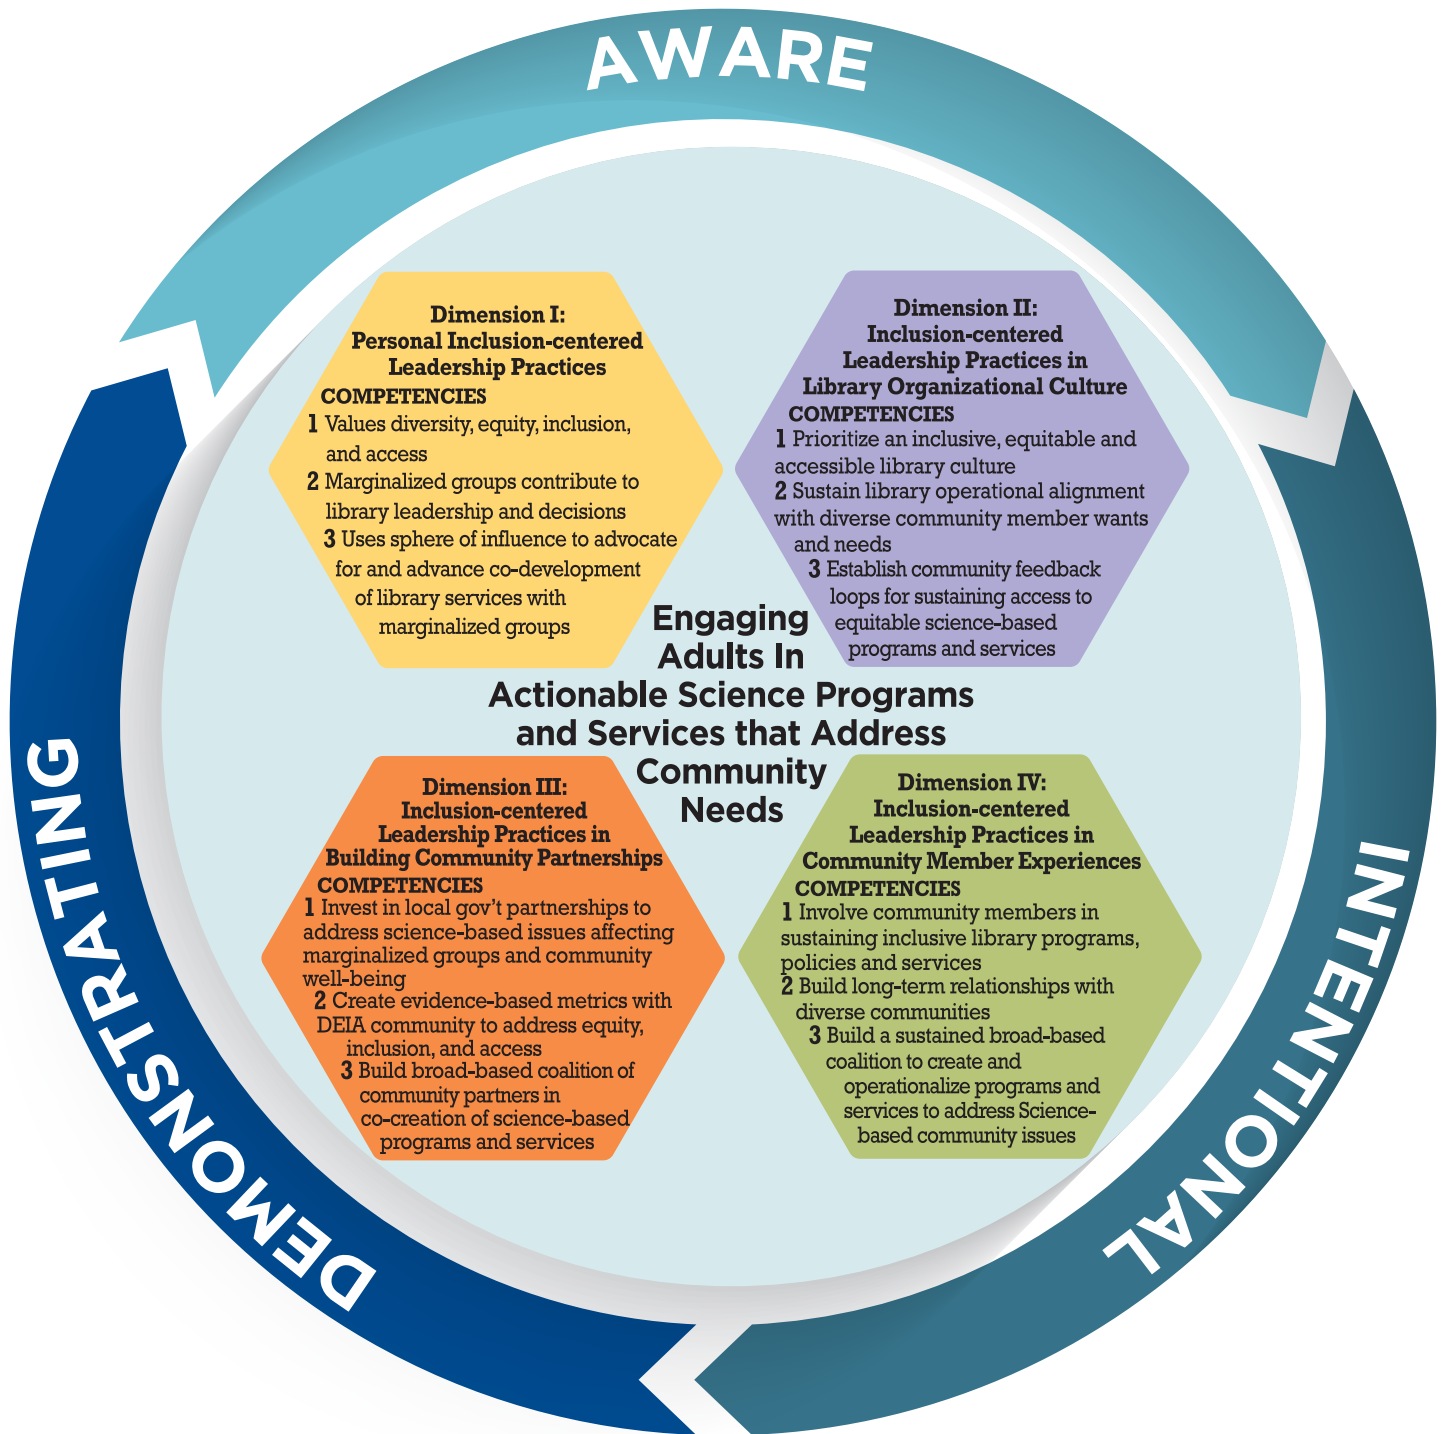 AWARE
Dimension I:
Personal Inclusion-centered
Leadership Practices
COMPETENCIES
1 Values diversity, equity, inclusion,
and access
2 Marginalized groups contribute to
library leadership and decisions
3 Uses sphere of influence to advocate
for and advance co-development
of library services with
marginalized groups
Dimension II:
Inclusion-centered
Leadership Practices in
Library Organizational Culture
COMPETENCIES
1 Prioritize an inclusive, equitable and
accessible library culture
2 Sustain library operational alignment
with diverse community member wants
and needs
3 Establish community feedback
loops for sustaining access to
equitable science-based
programs and services
Engaging
Adults In
Actionable Science Programs
and Services that Address
Community
Needs
Dimension III:
Inclusion-centered
Leadership Practices in
Building Community Partnerships
COMPETENCIES
1 Invest in local gov’t partnerships to
address science-based issues affecting
marginalized groups and community
well-being
2 Create evidence-based metrics with
DEIA community to address equity,
inclusion, and access
3 Build broad-based coalition of
community partners in
co-creation of science-based
programs and services
Dimension IV:
Inclusion-centered
Leadership Practices in
Community Member Experiences
COMPETENCIES
1 Involve community members in
sustaining inclusive library programs,
policies and services
2 Build long-term relationships with
diverse communities
3 Build a sustained broad-based
coalition to create and
operationalize programs and
services to address Science-
based community issues
INTENTIONAL
DEMONSTRATING